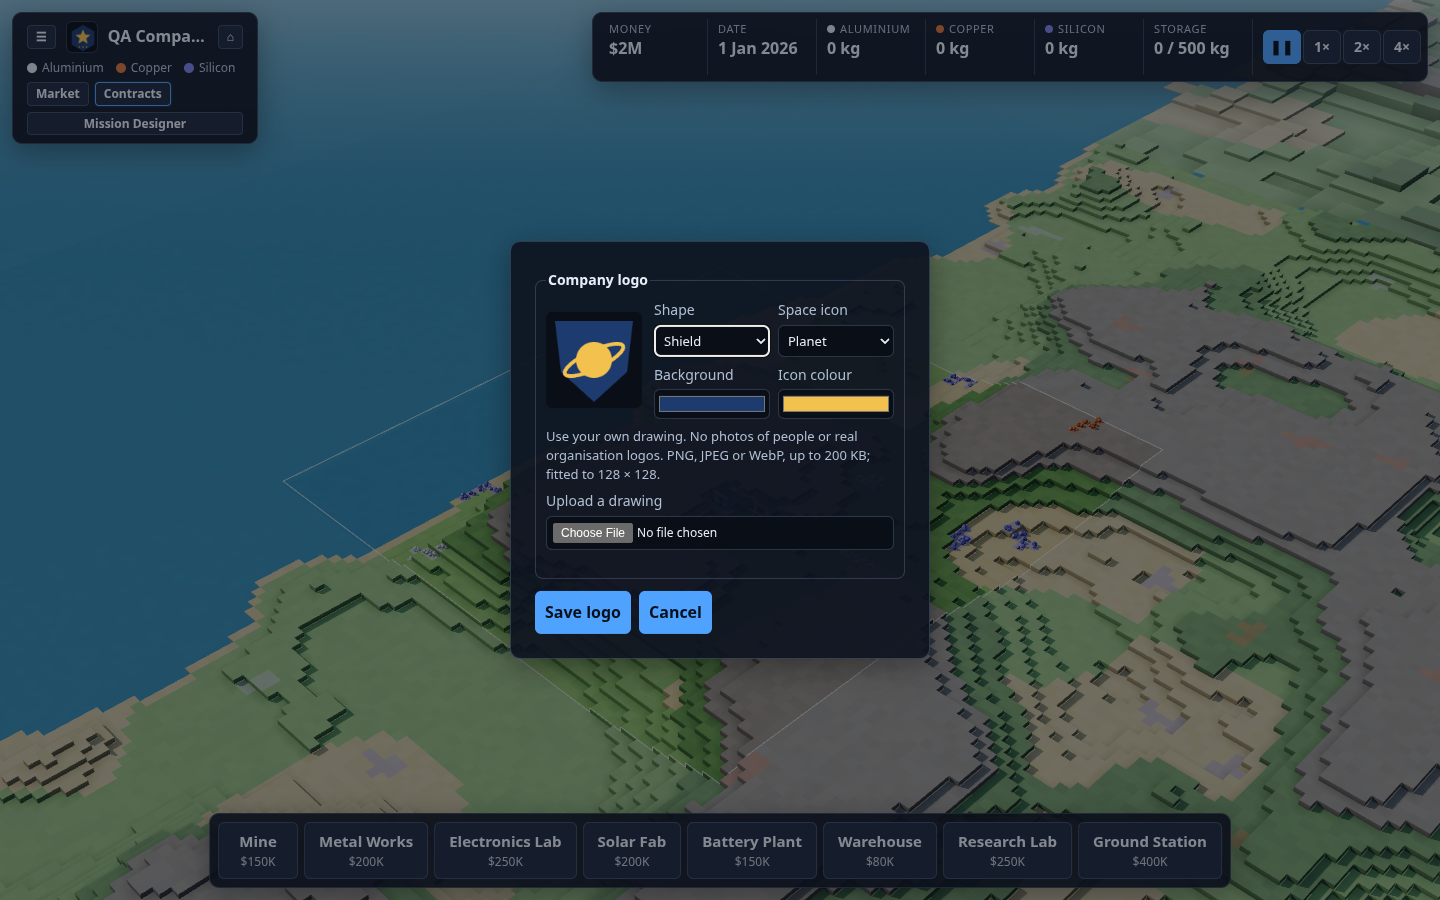 ☰ QA Compa... ⌂
Aluminium Copper Silicon
Market Contracts
Mission Designer
MONEY
$2M
DATE
1 Jan 2026
ALUMINIUM
0 kg
COPPER
0 kg
SILICON
0 kg
STORAGE
0 / 500 kg
1× 2× 4×
Company logo
Shape
Shield
Space icon
Planet
Background
Icon colour
Use your own drawing. No photos of people or real
organisation logos. PNG, JPEG or WebP, up to 200 KB;
fitted to 128 × 128.
Upload a drawing
Choose File No file chosen
Save logo Cancel
Mine
$150K
Metal Works
$200K
Electronics Lab
$250K
Solar Fab
$200K
Battery Plant
$150K
Warehouse
$80K
Research Lab
$250K
Ground Station
$400K